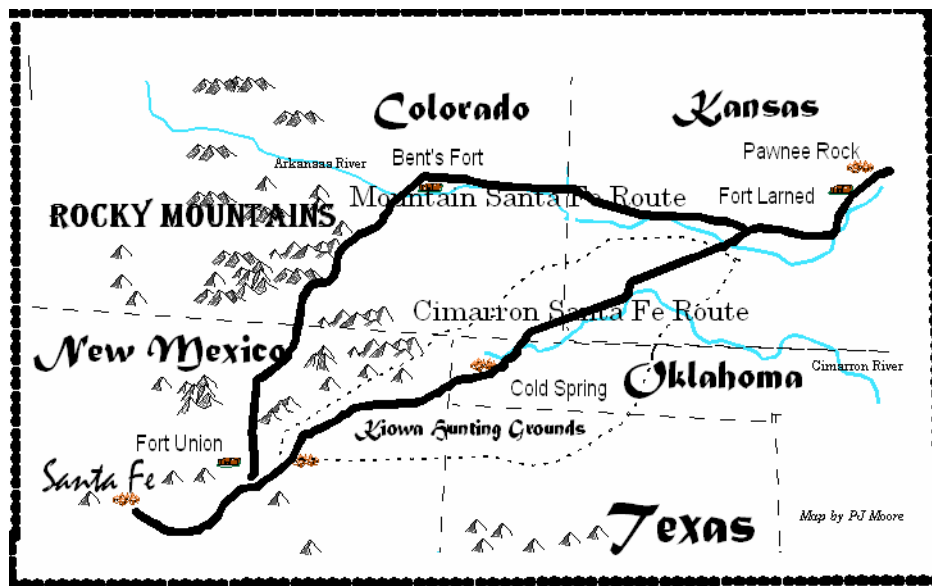 Colorado
Kansas
Pawnee Rock
Bent's Fort
Arkansas River
Fort Larned
Mountain Santa Fe Route
ROCKY MOUNTAINS
Cimarron Santa Fe Route
New Mexico
Cimarron River
Oklahoma
Cold Spring
Kiowa Hunting Grounds
Fort Union
Santa Fe
Texas
Map by PJ Moore